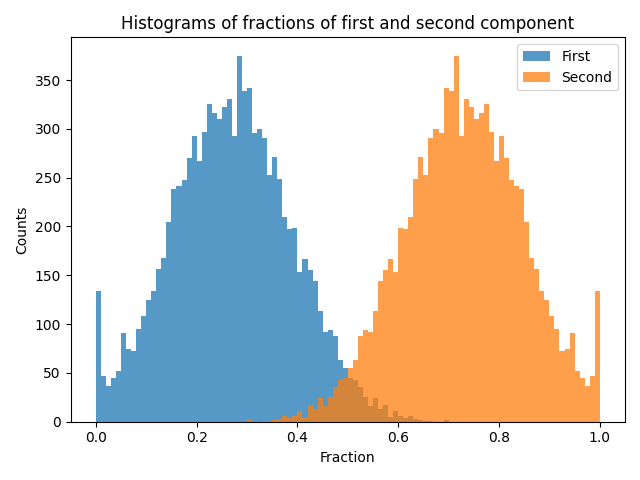 Histograms of fractions of first and second component
First
Second
350
300
250
200
150
100
50
0
Counts
0.0 0.2 0.4 0.6 0.8 1.0
Fraction